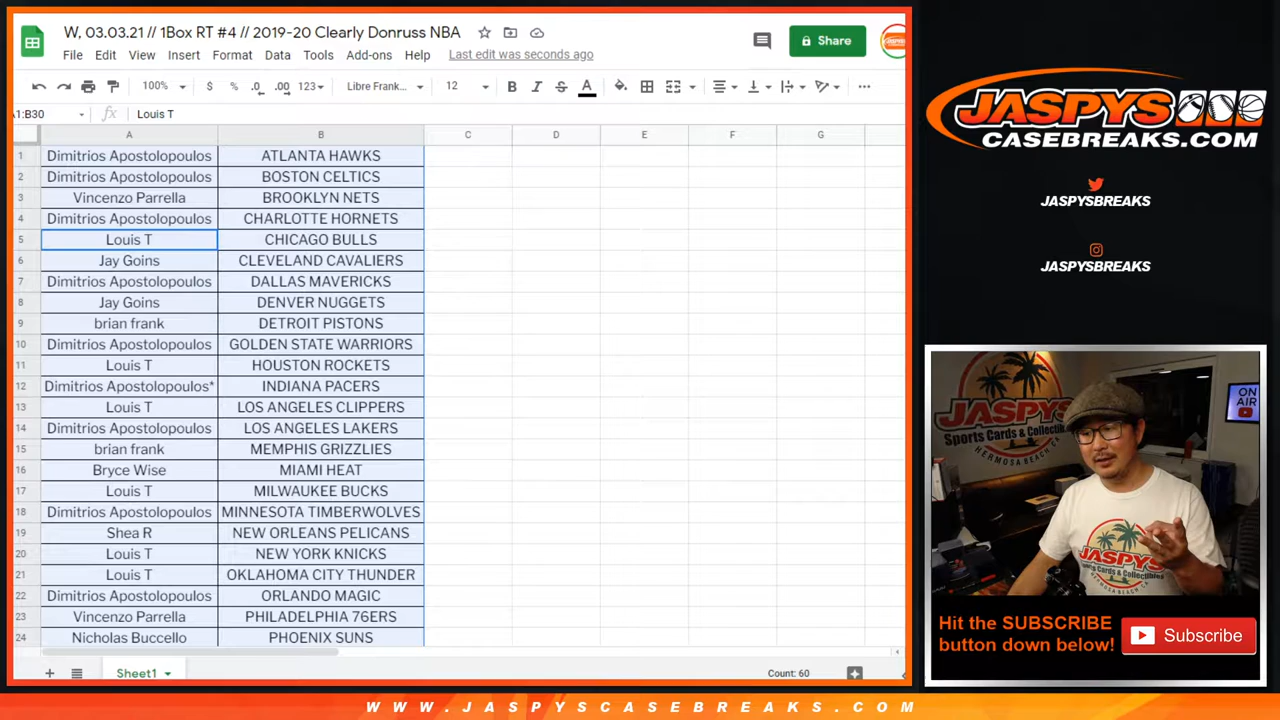 W, 03.03.21 // 1Box RT #4 // 2019-20 Clearly Donruss NBA
File Edit View Insert Format Data Tools Add-ons Help Last edit was seconds ago
Share
100% $ % .0 .00 123 Libre Frank... 12 B I S A
A1:B30 fx Louis T
A B C D E F G
1 Dimitrios Apostolopoulos ATLANTA HAWKS
2 Dimitrios Apostolopoulos BOSTON CELTICS
3 Vincenzo Parrella BROOKLYN NETS
4 Dimitrios Apostolopoulos CHARLOTTE HORNETS
5 Louis T CHICAGO BULLS
6 Jay Goins CLEVELAND CAVALIERS
7 Dimitrios Apostolopoulos DALLAS MAVERICKS
8 Jay Goins DENVER NUGGETS
9 brian frank DETROIT PISTONS
10 Dimitrios Apostolopoulos GOLDEN STATE WARRIORS
11 Louis T HOUSTON ROCKETS
12 Dimitrios Apostolopoulos* INDIANA PACERS
13 Louis T LOS ANGELES CLIPPERS
14 Dimitrios Apostolopoulos LOS ANGELES LAKERS
15 brian frank MEMPHIS GRIZZLIES
16 Bryce Wise MIAMI HEAT
17 Louis T MILWAUKEE BUCKS
18 Dimitrios Apostolopoulos MINNESOTA TIMBERWOLVES
19 Shea R NEW ORLEANS PELICANS
20 Louis T NEW YORK KNICKS
21 Louis T OKLAHOMA CITY THUNDER
22 Dimitrios Apostolopoulos ORLANDO MAGIC
23 Vincenzo Parrella PHILADELPHIA 76ERS
24 Nicholas Buccello PHOENIX SUNS
Sheet1 Count: 60
JASPYS
CASEBREAKS.COM
JASPYSBREAKS
JASPYSBREAKS
JASPYS
Sports Cards & Collectibles
HERMOSA BEACH, CA
ON
AIR
JASPYS
Hit the SUBSCRIBE
button down below!
Subscribe
WWW.JASPYSCASEBREAKS.COM